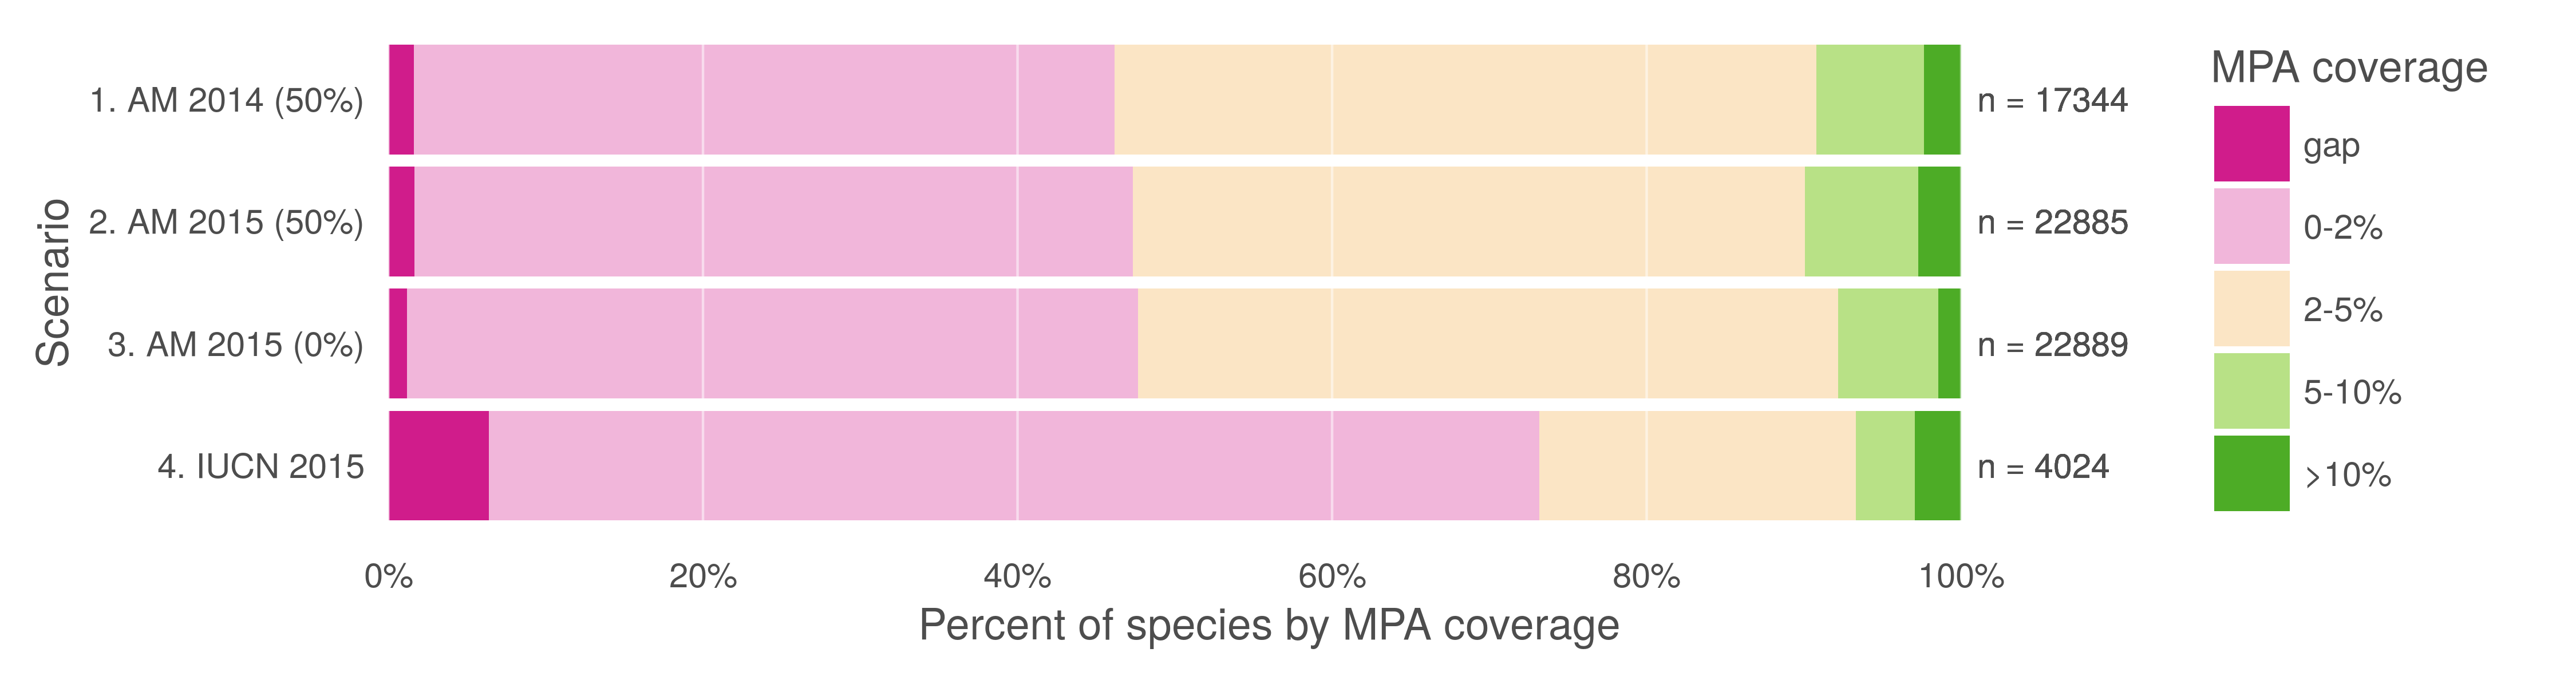 Scenario
1. AM 2014 (50%)
n = 17344
2. AM 2015 (50%)
n = 22885
3. AM 2015 (0%)
n = 22889
4. IUCN 2015
n = 4024
0%
20%
40%
60%
80%
100%
Percent of species by MPA coverage
MPA coverage
gap
0-2%
2-5%
5-10%
>10%